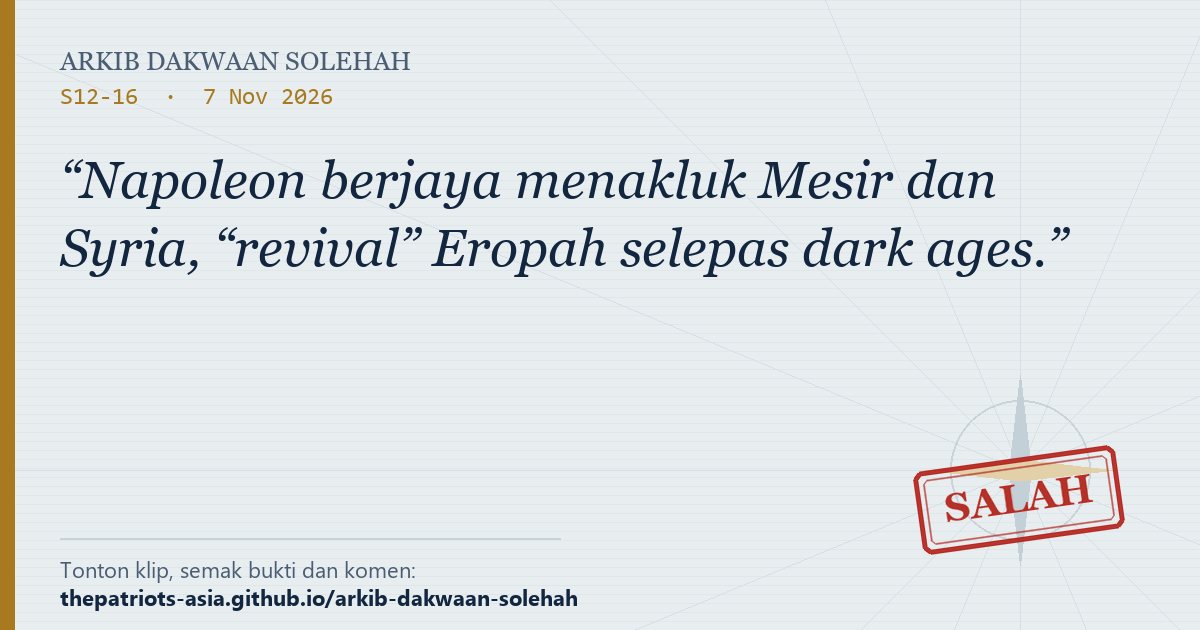 ARKIB DAKWAAN SOLEHAH
S12-16 · 7 Nov 2026
“Napoleon berjaya menakluk Mesir dan
Syria, “revival” Eropah selepas dark ages.”
SALAH
Tonton klip, semak bukti dan komen:
thepatriots-asia.github.io/arkib-dakwaan-solehah